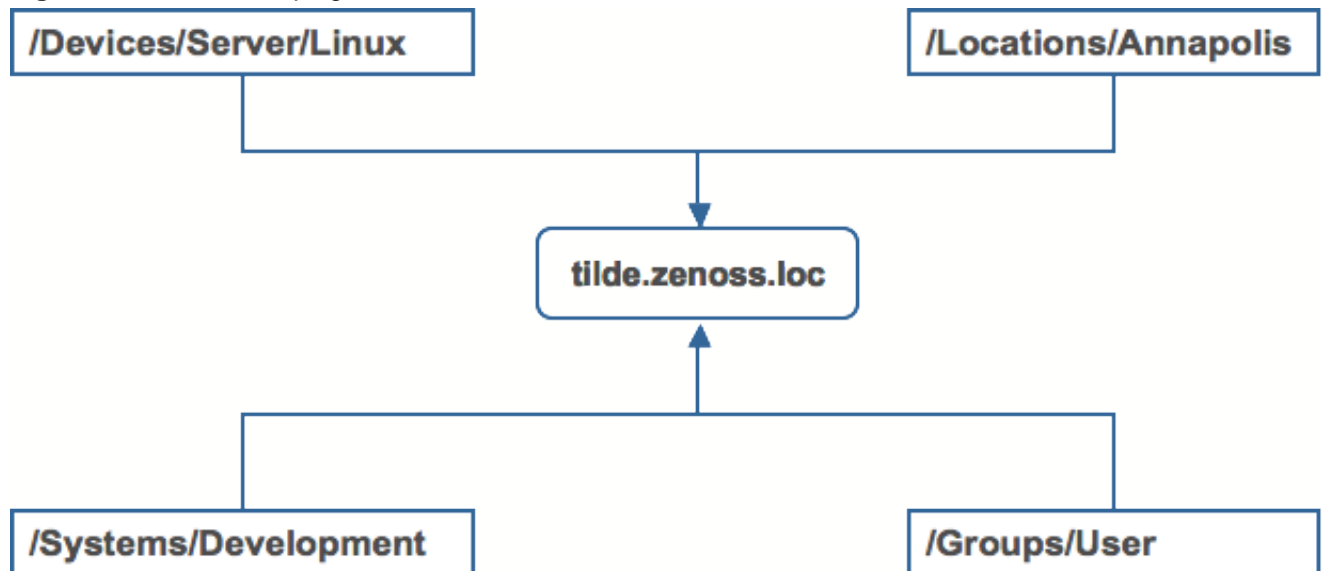 /Devices/Server/Linux
/Locations/Annapolis
tilde.zenoss.loc
/Systems/Development
/Groups/User